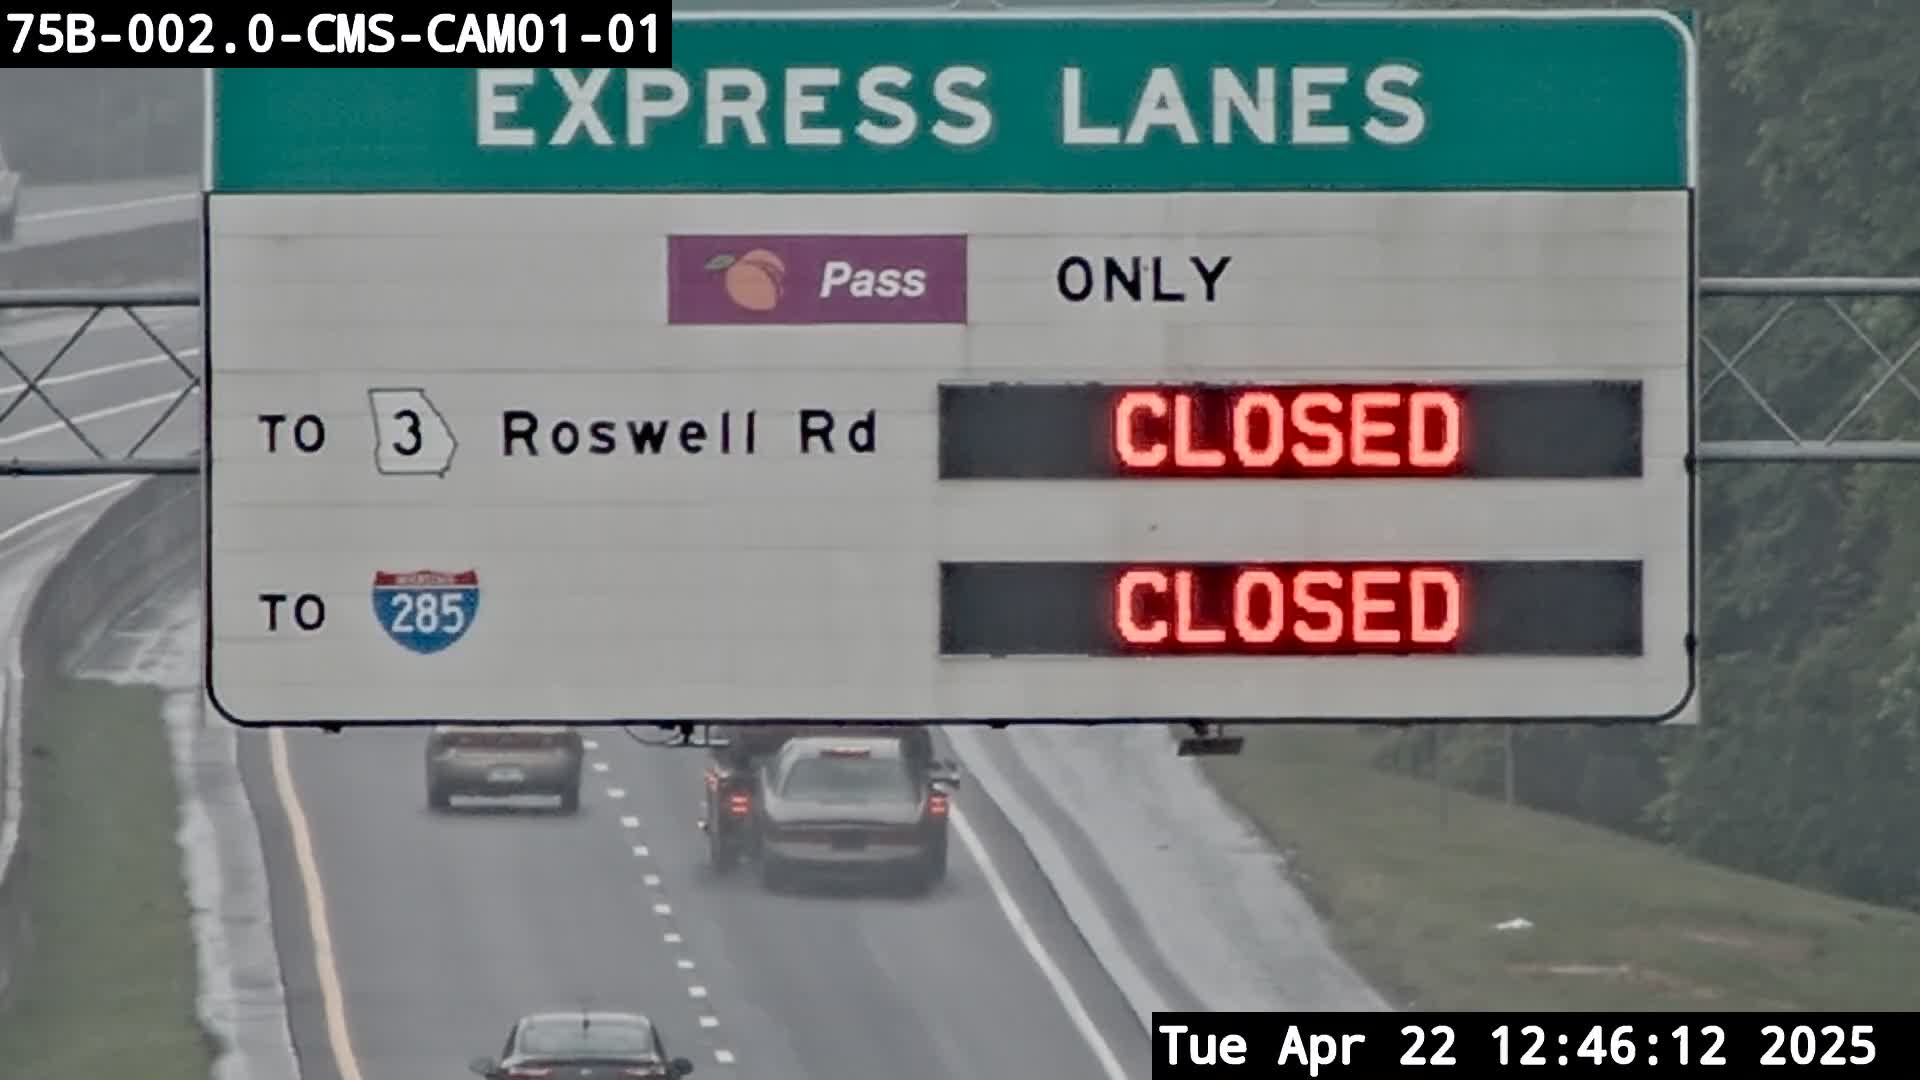 75B-002.0-CMS-CAM01-01
EXPRESS LANES
Pass ONLY
TO 3 Roswell Rd CLOSED
TO 285 CLOSED
Tue Apr 22 12:46:12 2025